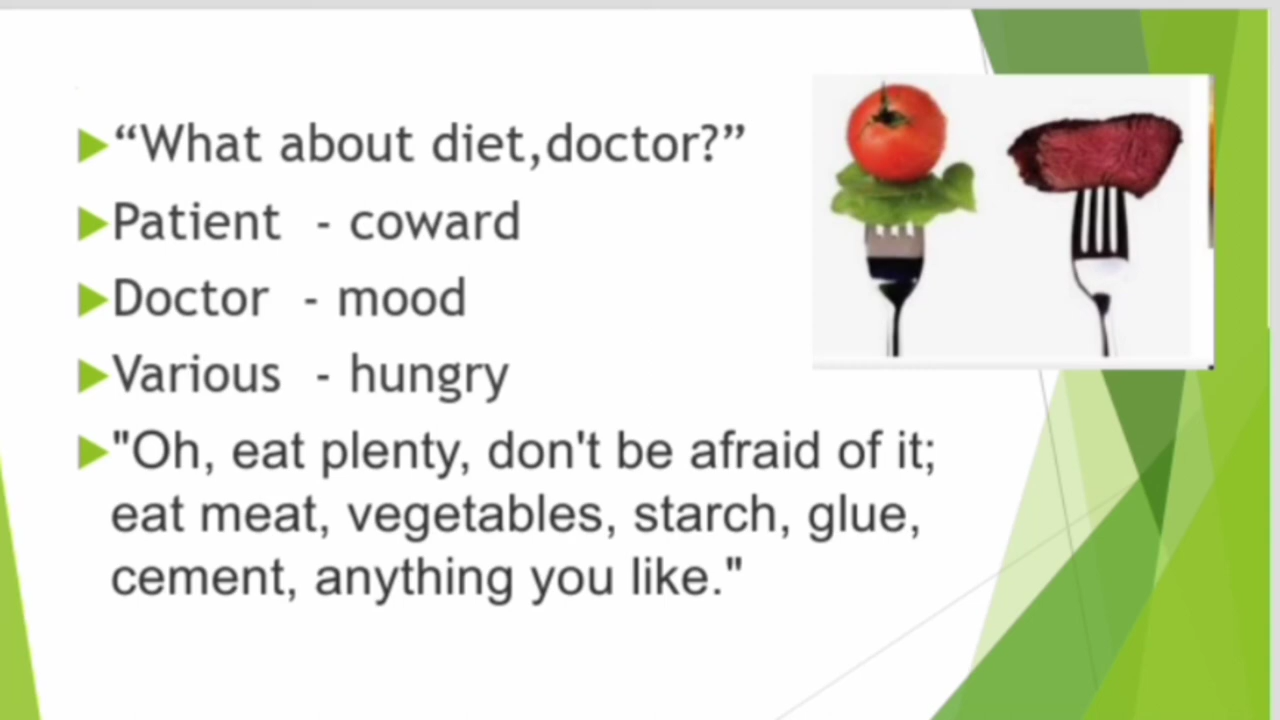 “What about diet,doctor?”
Patient - coward
Doctor - mood
Various - hungry
"Oh, eat plenty, don't be afraid of it;
eat meat, vegetables, starch, glue,
cement, anything you like."